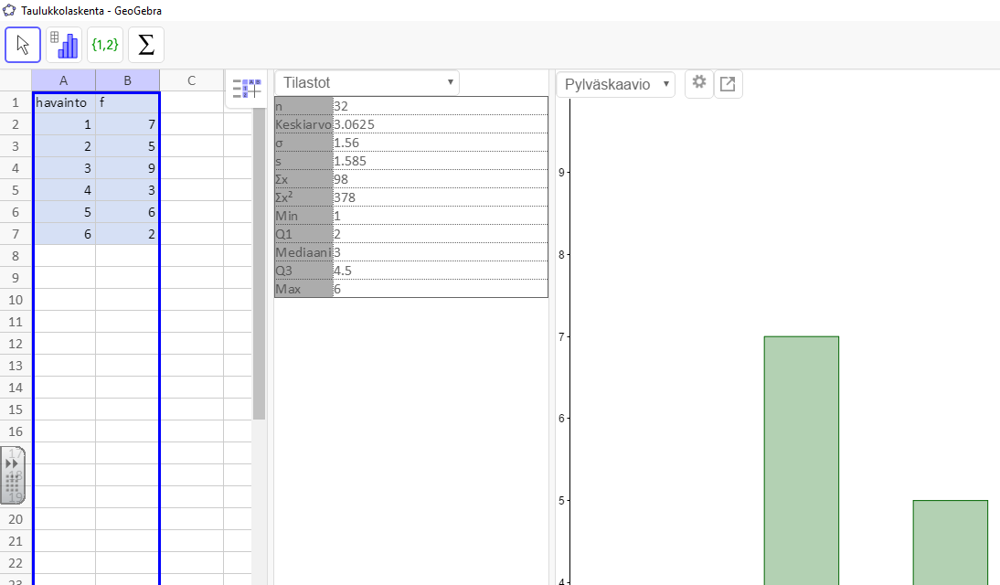 Taulukkolaskenta - GeoGebra
{1,2}
Σ
A B C
Tilastot
Pylväskaavio
1 havainto f
2 1 7
3 2 5
4 3 9
5 4 3
6 5 6
7 6 2
8
9
10
11
12
13
14
15
16
17
18
19
20
21
22
23
n 32
Keskiarvo 3.0625
σ 1.56
s 1.585
Σx 98
Σx² 378
Min 1
Q1 2
Mediaani 3
Q3 4.5
Max 6
9
8
7
6
5
4